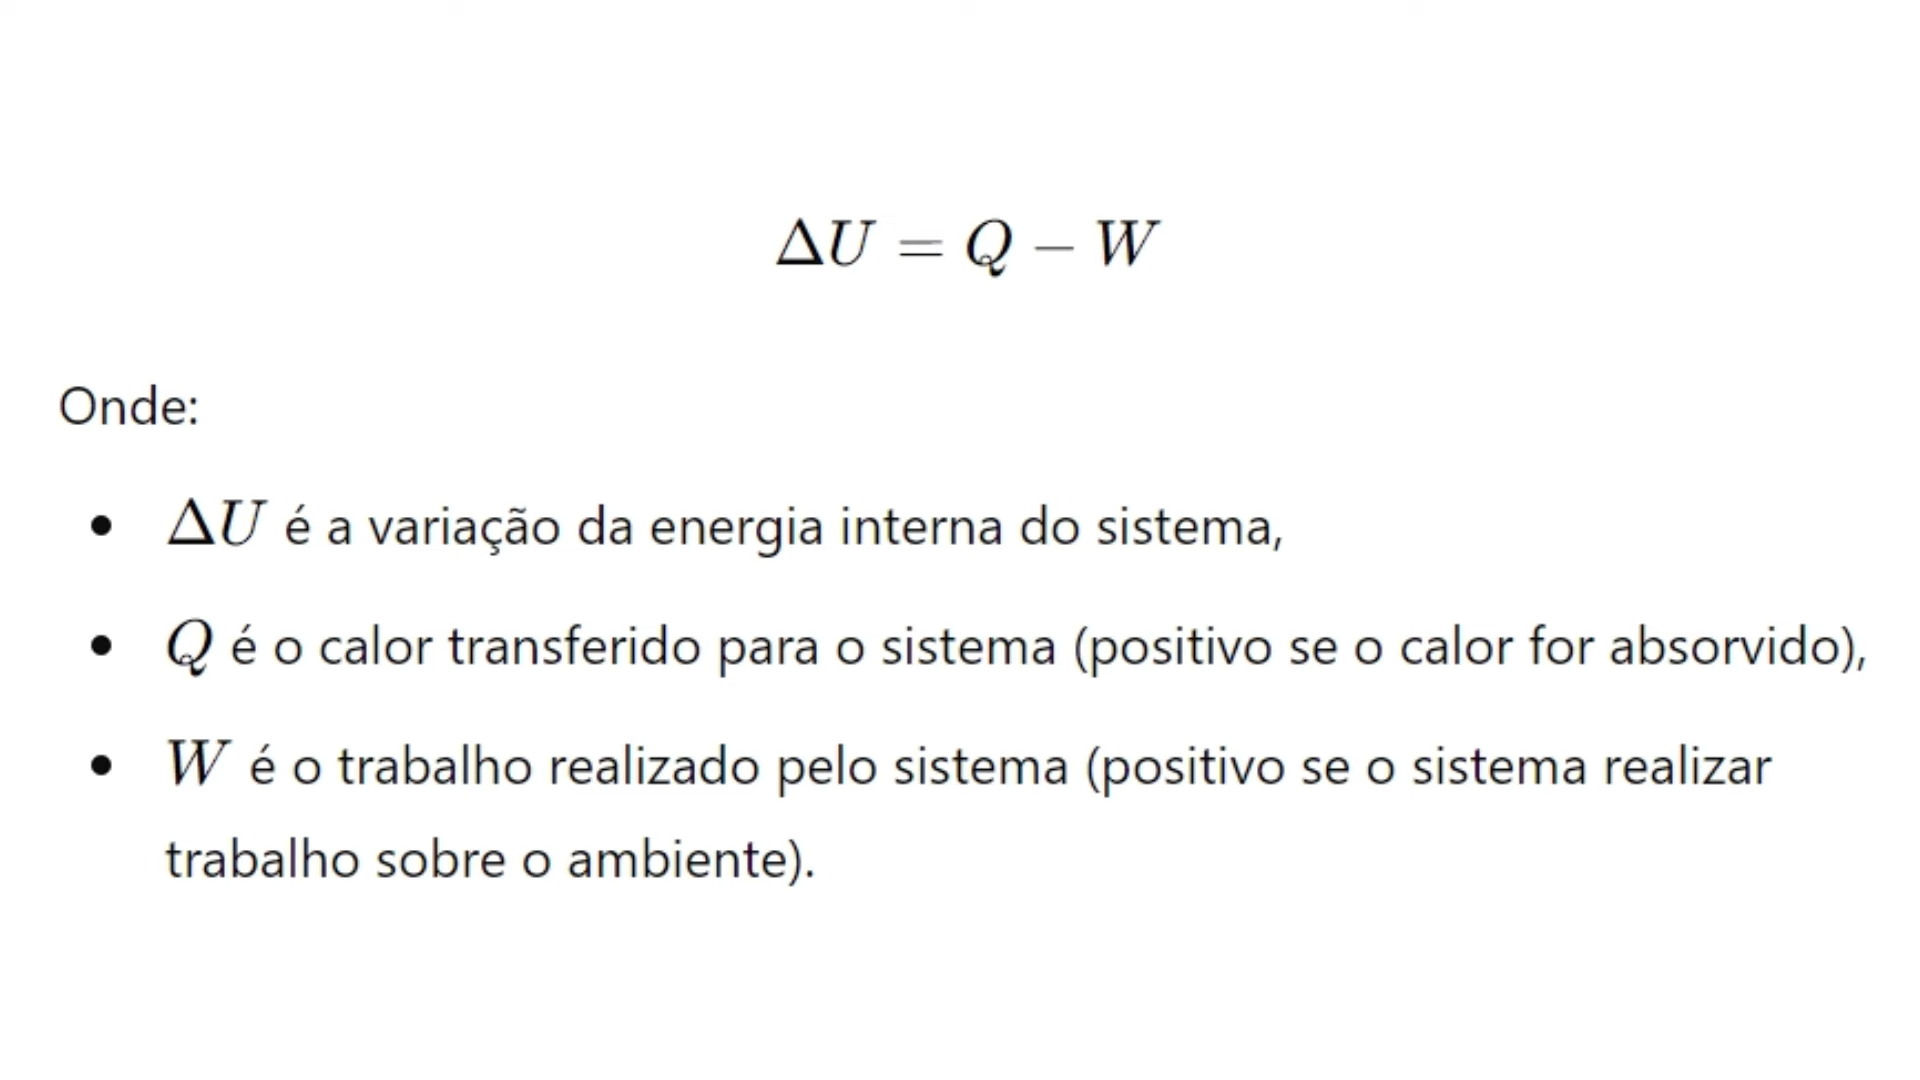 ΔU = Q − W
Onde:
• ΔU é a variação da energia interna do sistema,
• Q é o calor transferido para o sistema (positivo se o calor for absorvido),
• W é o trabalho realizado pelo sistema (positivo se o sistema realizar
trabalho sobre o ambiente).